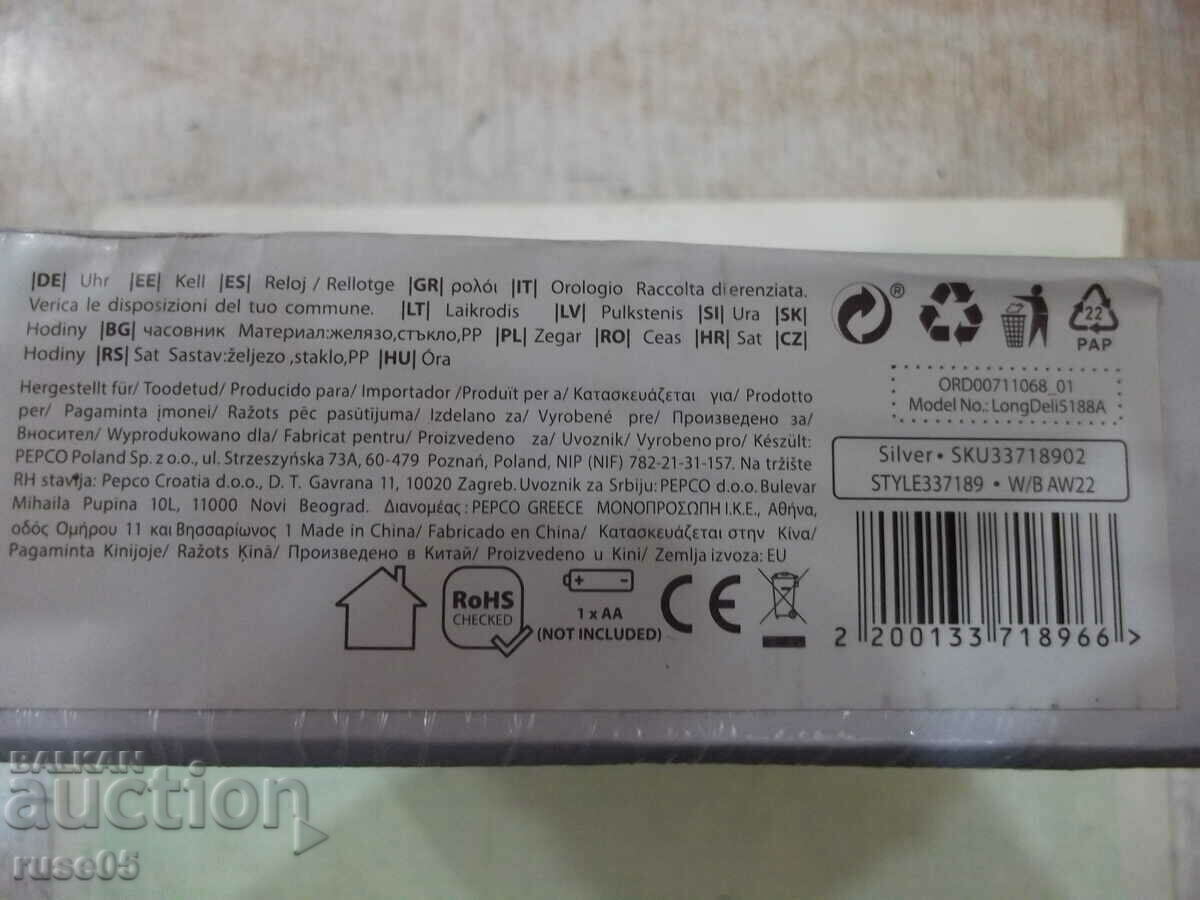 |DE| Uhr |EE| Kell |ES| Reloj / Rellotge |GR| ρολόι |IT| Orologio Raccolta di erenziata.
Verica le disposizioni del tuo commune. |LT| Laikrodis |LV| Pulkstenis |SI| Ura |SK|
Hodiny |BG| часовник Материал:желязо,стъкло,PP |PL| Zegar |RO| Ceas |HR| Sat |CZ|
Hodiny |RS| Sat Sastav:željezo ,staklo,PP |HU| Óra
Hergestellt für/ Toodetud/ Producido para/ Importador /Produït per a/ Κατασκευάζεται για/ Prodotto
per/ Pagaminta įmonei/ Ražots pēc pasūtījuma/ Izdelano za/ Vyrobené pre/ Произведено за/
Вносител/ Wyprodukowano dla/ Fabricat pentru/ Proizvedeno za/ Uvoznik/ Vyrobeno pro/ Készült:
PEPCO Poland Sp. z o.o., ul. Strzeszyńska 73A, 60-479 Poznań, Poland, NIP (NIF) 782-21-31-157. Na tržište
RH stavlja: Pepco Croatia d.o.o., D. T. Gavrana 11, 10020 Zagreb. Uvoznik za Srbiju: PEPCO d.o.o. Bulevar
Mihaila Pupina 10L, 11000 Novi Beograd. Διανομέας: PEPCO GREECE ΜΟΝΟΠΡΟΣΩΠΗ Ι.Κ.Ε., Αθήνα,
οδός Ομήρου 11 και Βησσαρίωνος 1 Made in China/ Fabricado en China/ Κατασκευάζεται στην Κίνα/
Pagaminta Kinijoje/ Ražots Ķīnā/ Произведено в Китай/ Proizvedeno u Kini/ Zemlja izvoza: EU
RoHS
CHECKED
+ -
1 x AA
(NOT INCLUDED)
CE
®
22
PAP
ORD00711068_01
Model No.: LongDeli5188A
Silver • SKU33718902
STYLE337189 • W/B AW22
2 200133 718966 >
BALKAN
auction
ruse05